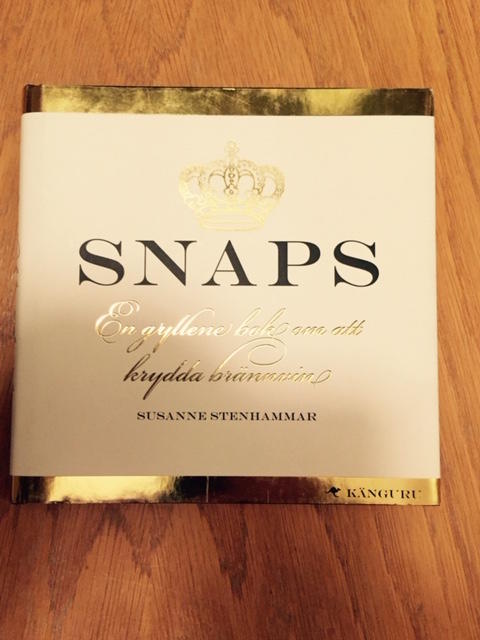 SNAPS
En gyllene bok om att
krydda brännvin
SUSANNE STENHAMMAR
KÄNGURU